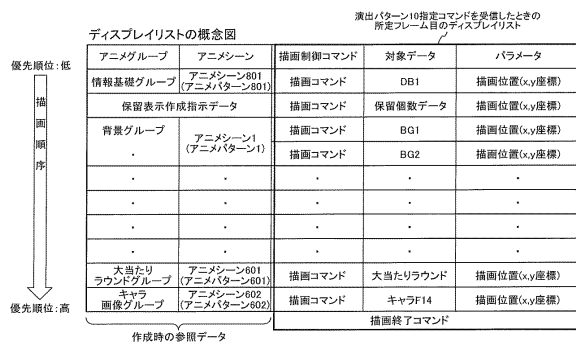 ディスプレイリストの概念図
演出パターン10指定コマンドを受信したときの
所定フレーム目のディスプレイリスト
優先順位:低
描画順序
優先順位:高
アニメグループ アニメシーン 描画制御コマンド 対象データ パラメータ
情報基礎グループ アニメシーン801 (アニメパターン801) 描画コマンド DB1 描画位置(x,y座標)
保留表示作成指示データ 描画コマンド 保留個数データ 描画位置(x,y座標)
背景グループ アニメシーン1 (アニメパターン1) 描画コマンド BG1 描画位置(x,y座標)
・ 描画コマンド BG2 描画位置(x,y座標)
・ ・ ・ ・ ・
・ ・ ・ ・ ・
・ ・ ・ ・ ・
・ ・ ・ ・ ・
大当たりラウンドグループ アニメシーン601 (アニメパターン601) 描画コマンド 大当たりラウンド 描画位置(x,y座標)
キャラ画像グループ アニメシーン602 (アニメパターン602) 描画コマンド キャラF14 描画位置(x,y座標)
描画終了コマンド
作成時の参照データ